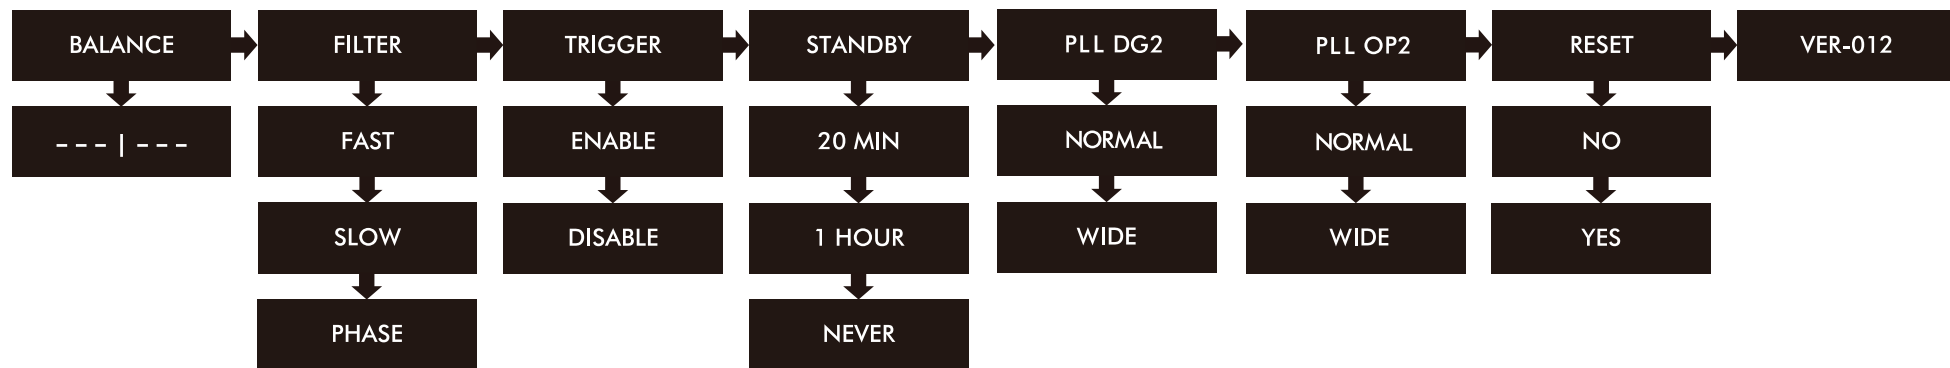 BALANCE
FILTER
TRIGGER
STANDBY
PLL DG2
PLL OP2
RESET
VER-012
– – – | – – –
FAST
ENABLE
20 MIN
NORMAL
NORMAL
NO
SLOW
DISABLE
1 HOUR
WIDE
WIDE
YES
PHASE
NEVER